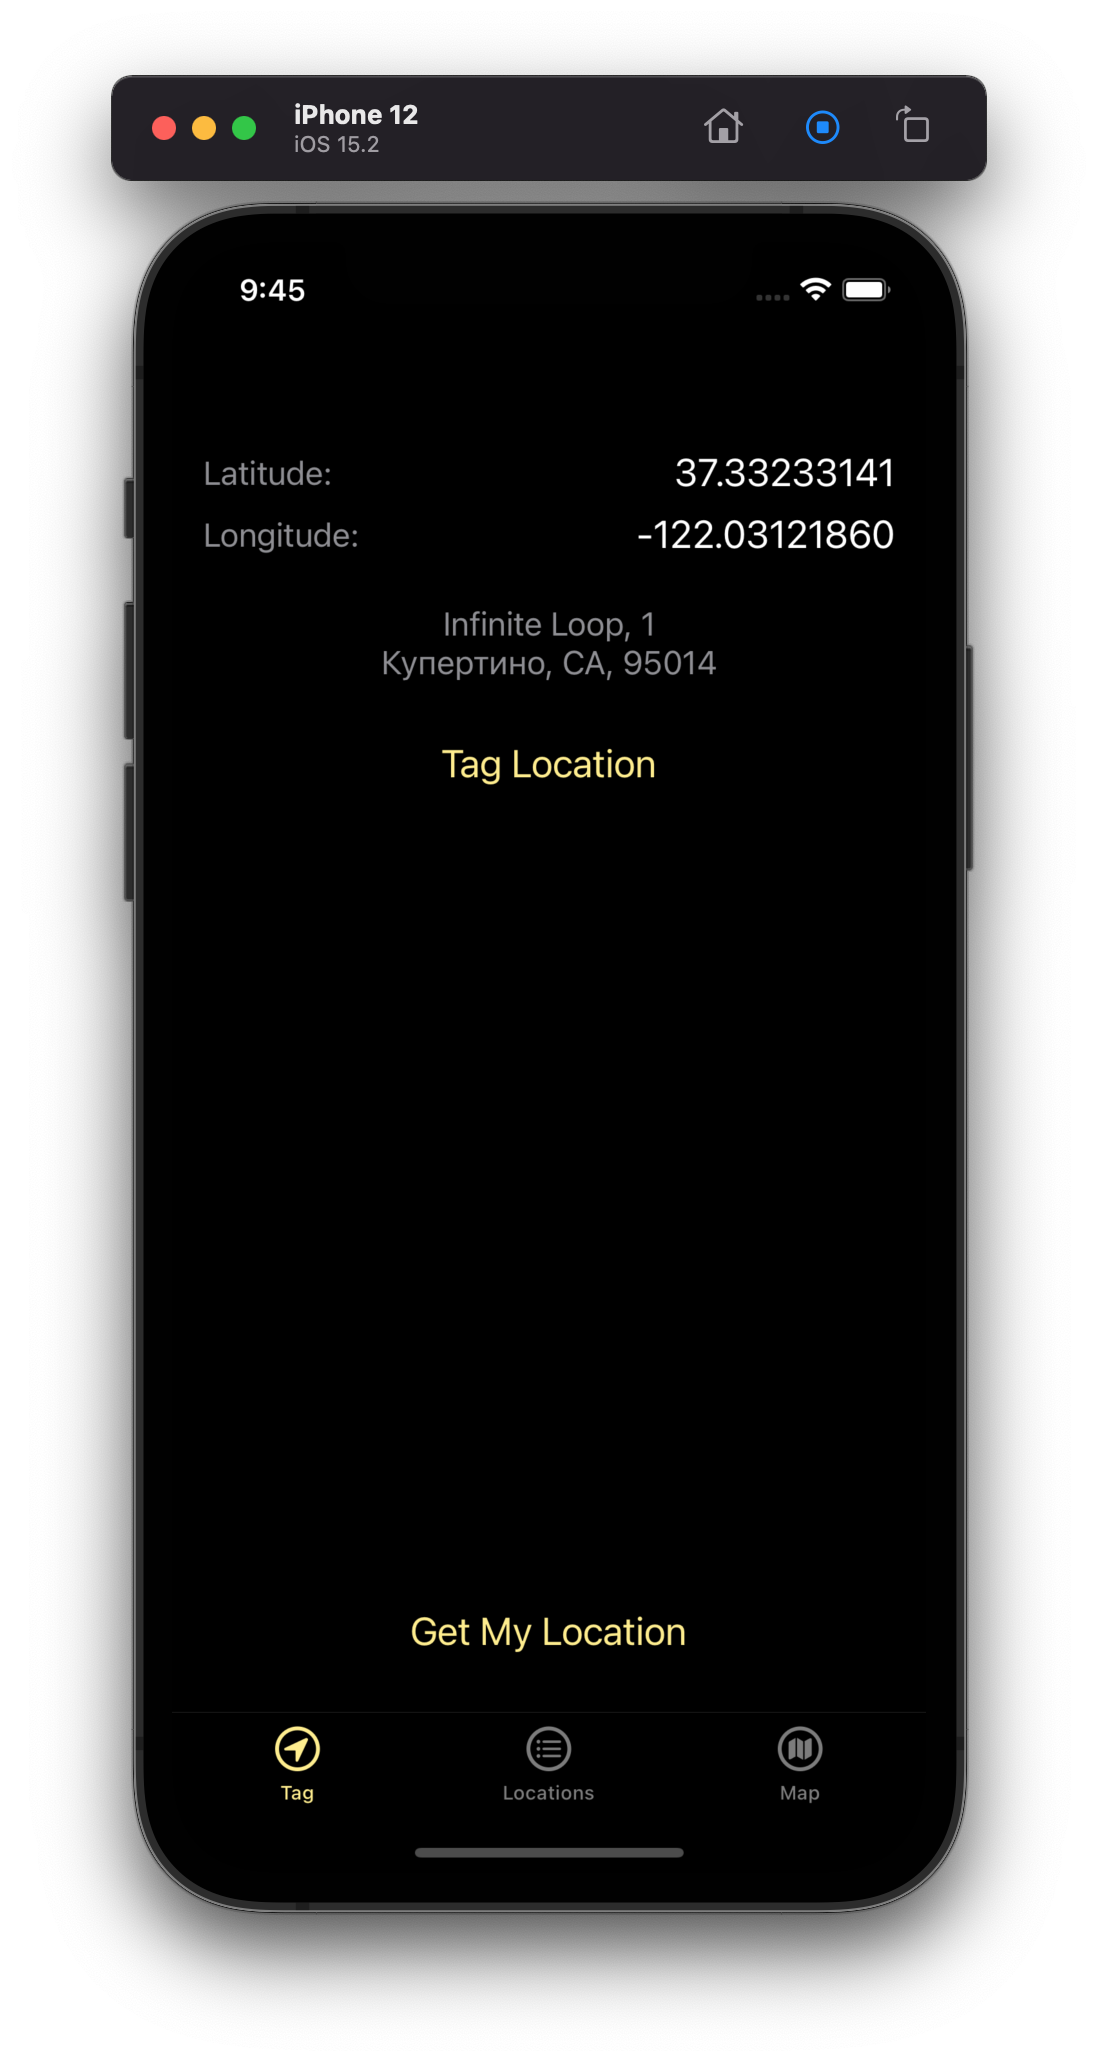 iPhone 12
iOS 15.2
9:45
Latitude: 37.33233141
Longitude: -122.03121860
Infinite Loop, 1
Купертино, CA, 95014
Tag Location
Get My Location
Tag Locations Map